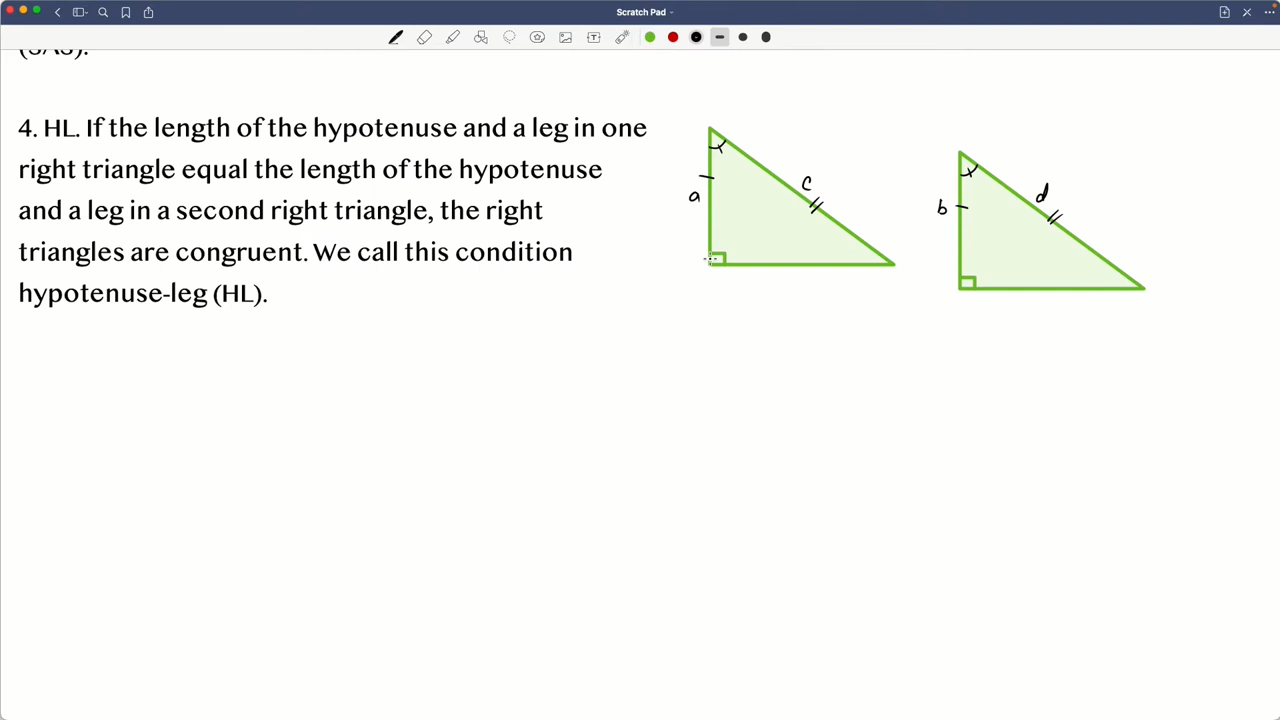 Scratch Pad
(SAS).
4. HL. If the length of the hypotenuse and a leg in one
right triangle equal the length of the hypotenuse
and a leg in a second right triangle, the right
triangles are congruent. We call this condition
hypotenuse-leg (HL).
a
c
b
d